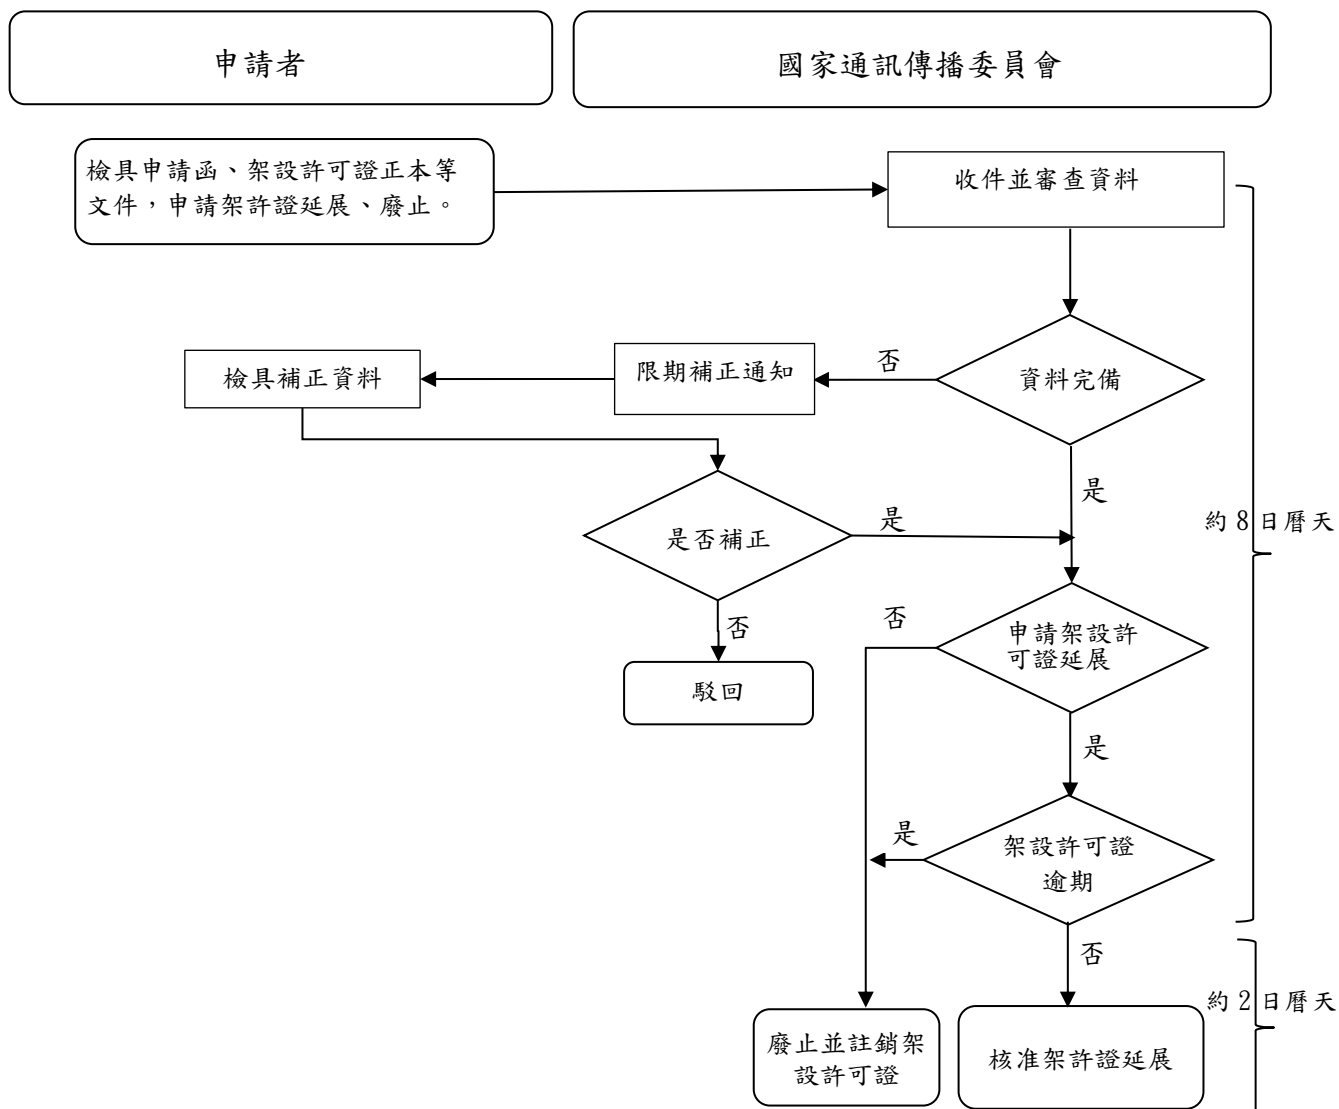 申請者
國家通訊傳播委員會
檢具申請函、架設許可證正本等
文件，申請架許證延展、廢止。
收件並審查資料
否
限期補正通知
檢具補正資料
資料完備
是
約8日曆天
是否補正
是
否
駁回
否
申請架設許
可證延展
是
是
架設許可證
逾期
否
約2日曆天
廢止並註銷架
設許可證
核准架許證延展